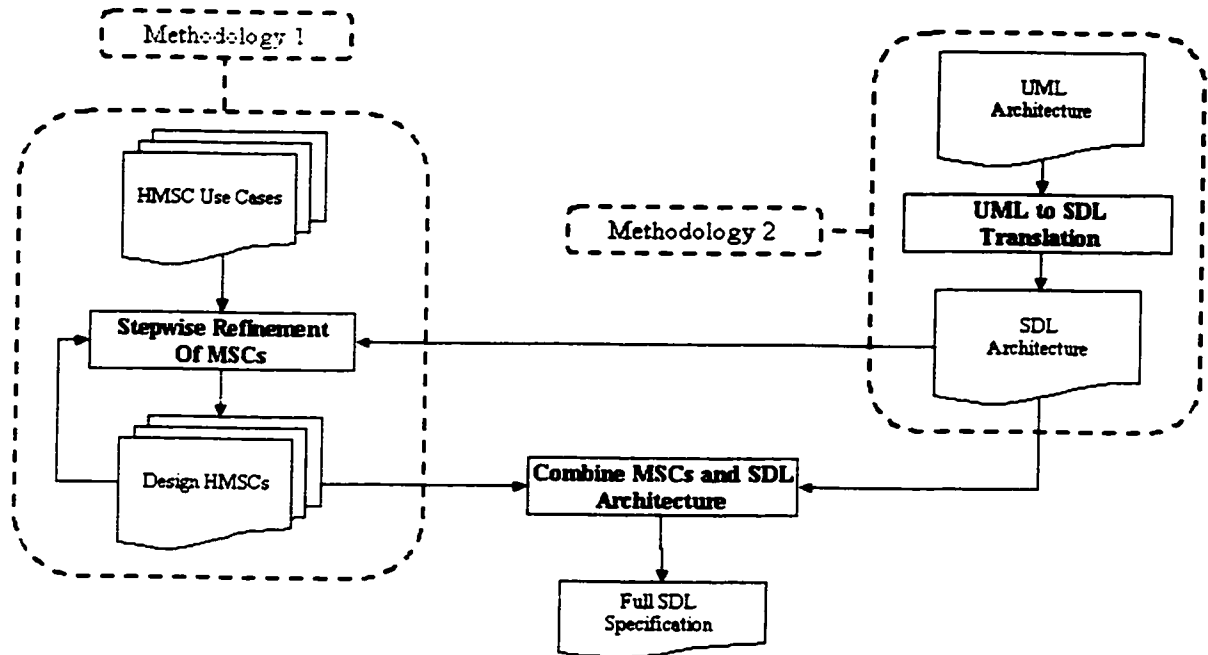 Methodology 1
UML
Architecture
HMSC Use Cases
UML to SDL
Translation
Methodology 2
Stepwise Refinement
Of MSCs
SDL
Architecture
Design HMSCs
Combine MSCs and SDL
Architecture
Full SDL
Specification